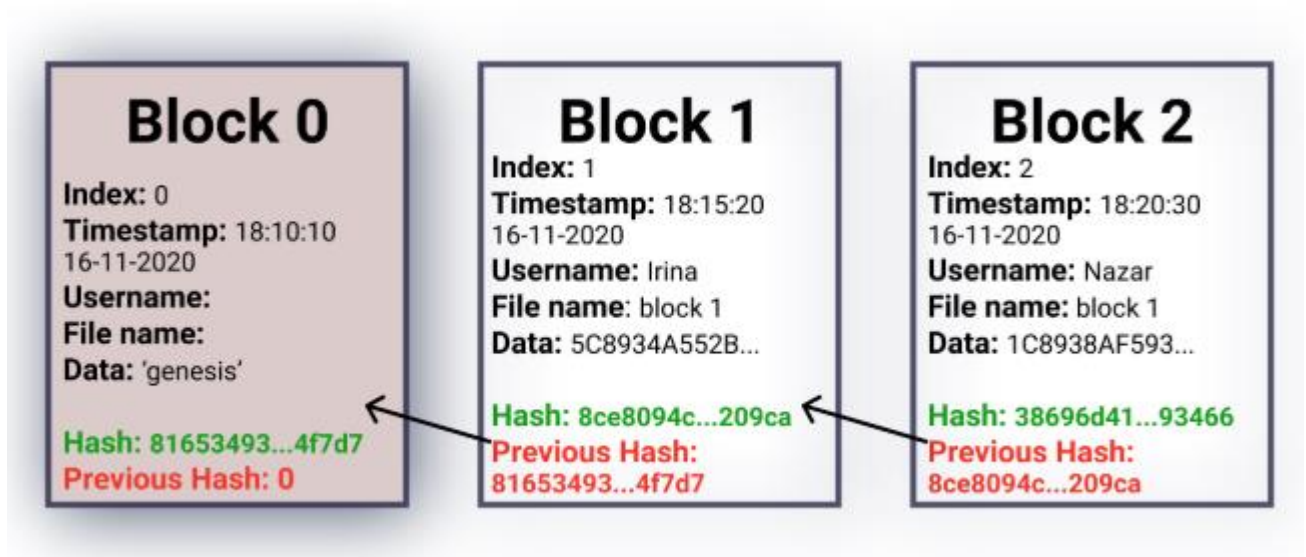 Block 0
Index: 0
Timestamp: 18:10:10
16-11-2020
Username:
File name:
Data: 'genesis'
Hash: 81653493...4f7d7
Previous Hash: 0
Block 1
Index: 1
Timestamp: 18:15:20
16-11-2020
Username: Irina
File name: block 1
Data: 5C8934A552B...
Hash: 8ce8094c...209ca
Previous Hash:
81653493...4f7d7
Block 2
Index: 2
Timestamp: 18:20:30
16-11-2020
Username: Nazar
File name: block 1
Data: 1C8938AF593...
Hash: 38696d41...93466
Previous Hash:
8ce8094c...209ca